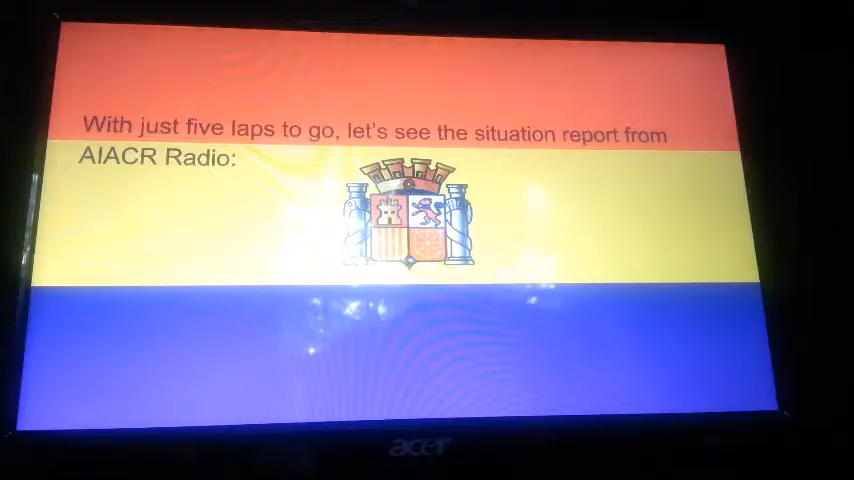 With just five laps to go, let's see the situation report from
AIACR Radio:
acer